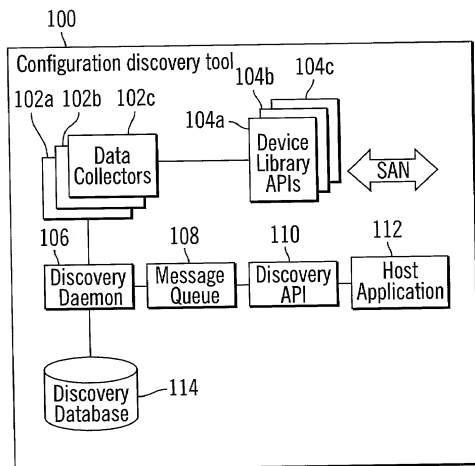 100
Configuration discovery tool
102a
102b
102c
104a
104b
104c
Data
Collectors
Device
Library
APIs
SAN
106
108
110
112
Discovery
Daemon
Message
Queue
Discovery
API
Host
Application
Discovery
Database
114